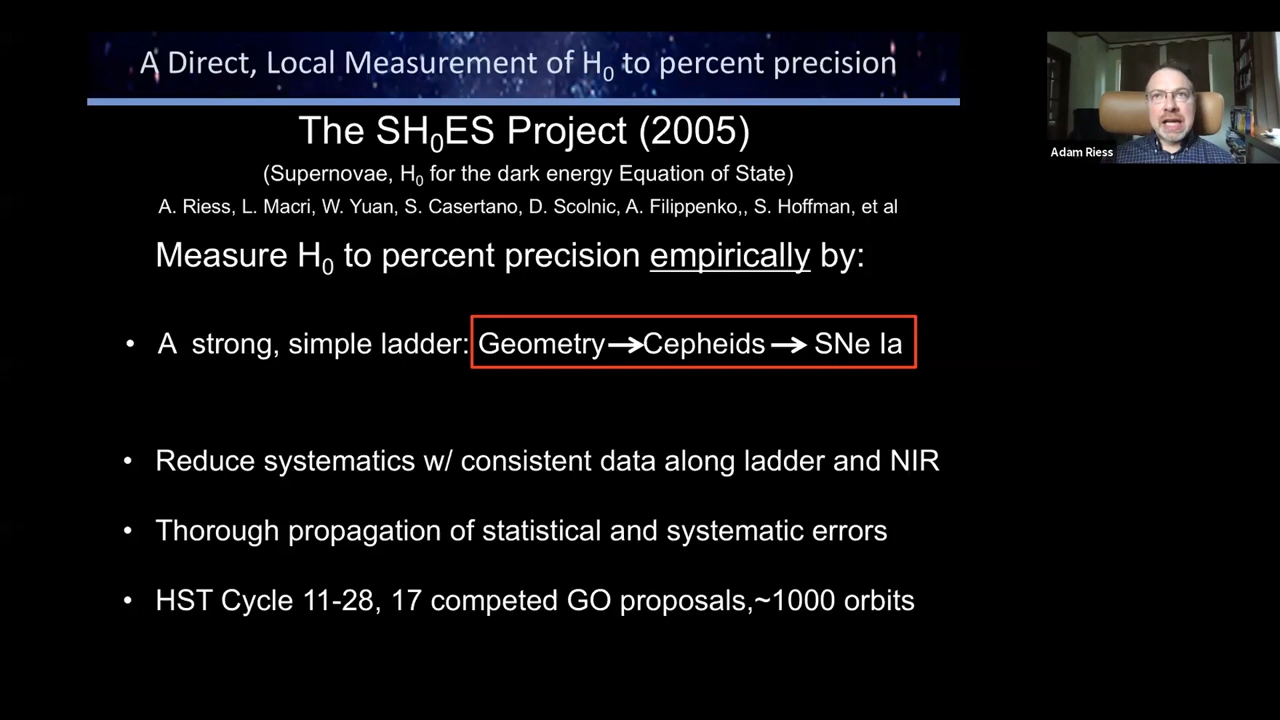 A Direct, Local Measurement of H₀ to percent precision
Adam Riess
The SH₀ES Project (2005)
(Supernovae, H₀ for the dark energy Equation of State)
A. Riess, L. Macri, W. Yuan, S. Casertano, D. Scolnic, A. Filippenko,, S. Hoffman, et al
Measure H₀ to percent precision empirically by:
• A strong, simple ladder: Geometry→Cepheids→ SNe Ia
• Reduce systematics w/ consistent data along ladder and NIR
• Thorough propagation of statistical and systematic errors
• HST Cycle 11-28, 17 competed GO proposals,~1000 orbits